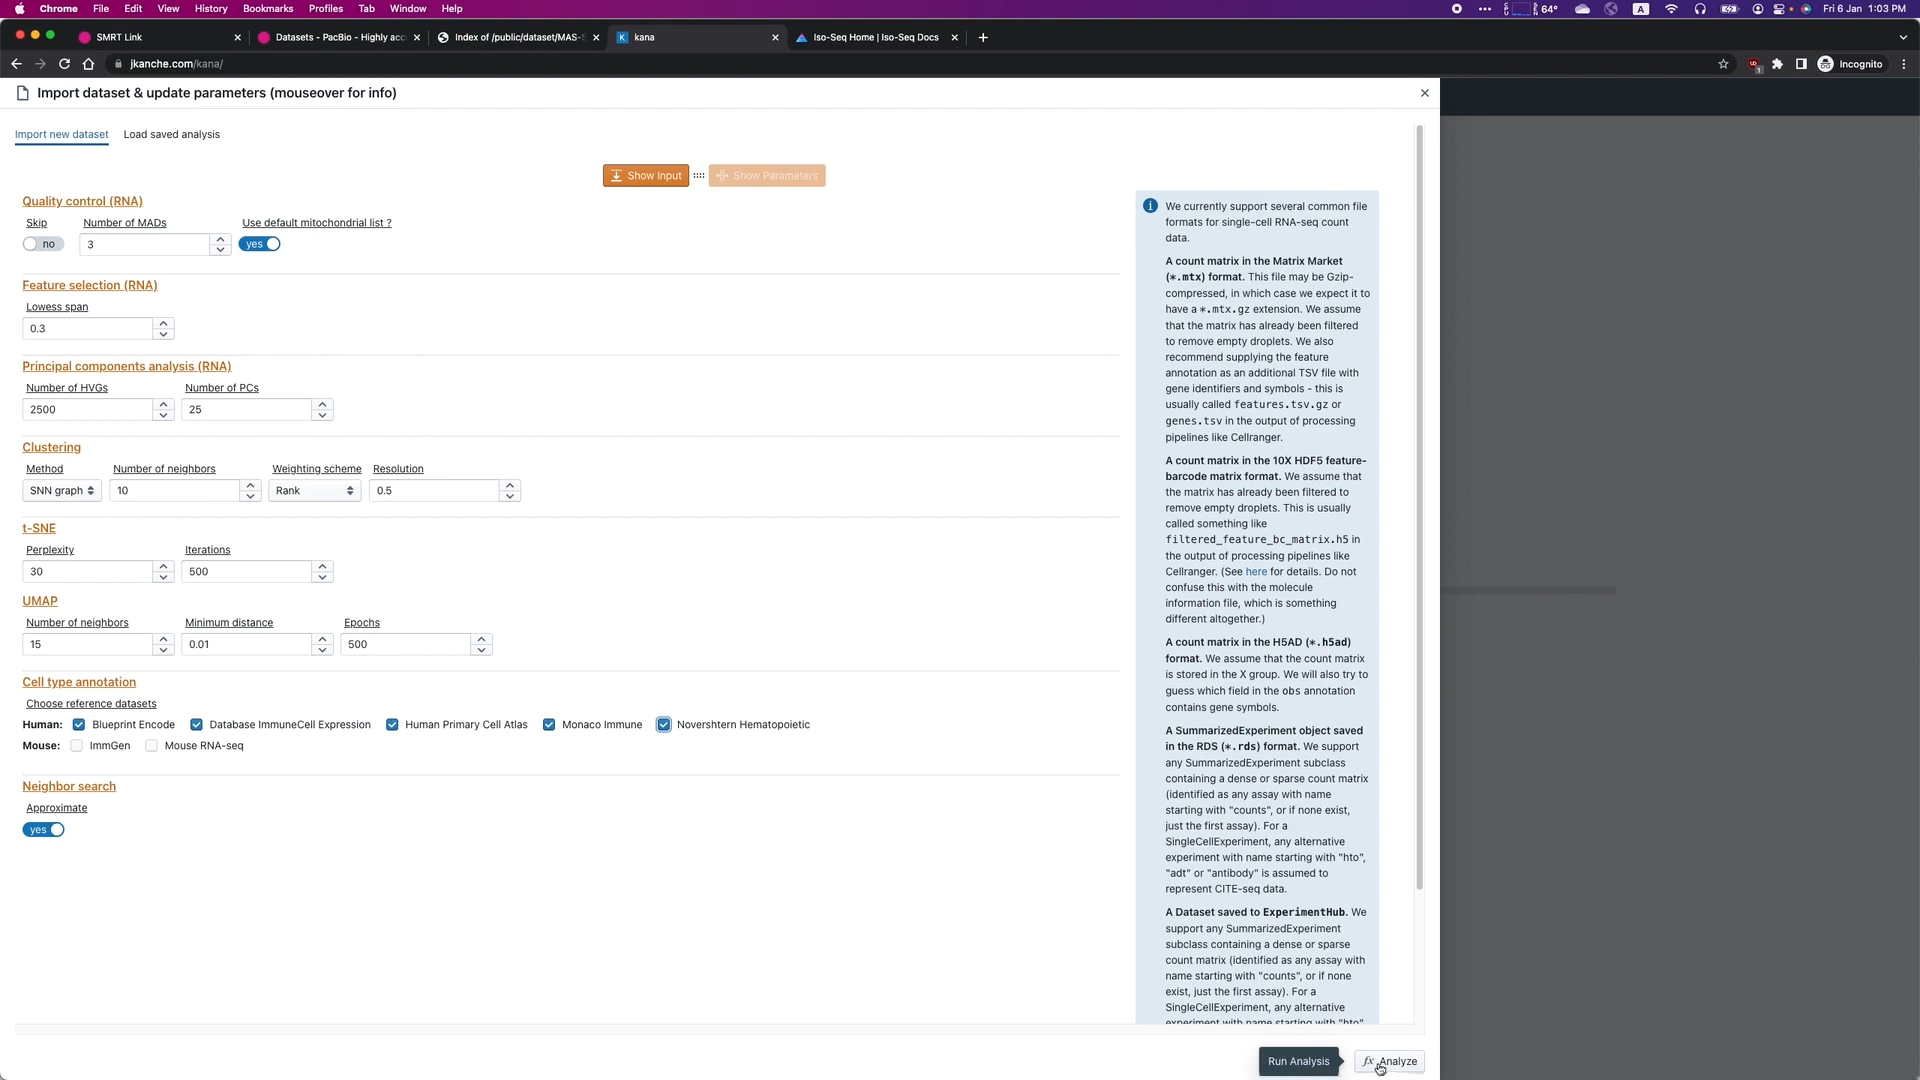 Chrome File Edit View History Bookmarks Profiles Tab Window Help 64° A Fri 6 Jan 1:03 PM
SMRT Link Datasets - PacBio - Highly acc Index of /public/dataset/MAS-S K kana Iso-Seq Home | Iso-Seq Docs
jkanche.com/kana/ Incognito
Import dataset & update parameters (mouseover for info)
Import new dataset Load saved analysis
Show Input Show Parameters
Quality control (RNA)
Skip Number of MADs Use default mitochondrial list ?
no 3 yes
Feature selection (RNA)
Lowess span
0.3
Principal components analysis (RNA)
Number of HVGs Number of PCs
2500 25
Clustering
Method Number of neighbors Weighting scheme Resolution
SNN graph 10 Rank 0.5
t-SNE
Perplexity Iterations
30 500
UMAP
Number of neighbors Minimum distance Epochs
15 0.01 500
Cell type annotation
Choose reference datasets
Human: Blueprint Encode Database ImmuneCell Expression Human Primary Cell Atlas Monaco Immune Novershtern Hematopoietic
Mouse: ImmGen Mouse RNA-seq
Neighbor search
Approximate
yes
We currently support several common file
formats for single-cell RNA-seq count
data.
A count matrix in the Matrix Market
(*.mtx) format. This file may be Gzip-
compressed, in which case we expect it to
have a *.mtx.gz extension. We assume
that the matrix has already been filtered
to remove empty droplets. We also
recommend supplying the feature
annotation as an additional TSV file with
gene identifiers and symbols - this is
usually called features.tsv.gz or
genes.tsv in the output of processing
pipelines like Cellranger.
A count matrix in the 10X HDF5 feature-
barcode matrix format. We assume that
the matrix has already been filtered to
remove empty droplets. This is usually
called something like
filtered_feature_bc_matrix.h5 in
the output of processing pipelines like
Cellranger. (See here for details. Do not
confuse this with the molecule
information file, which is something
different altogether.)
A count matrix in the H5AD (*.h5ad)
format. We assume that the count matrix
is stored in the X group. We will also try to
guess which field in the obs annotation
contains gene symbols.
A SummarizedExperiment object saved
in the RDS (*.rds) format. We support
any SummarizedExperiment subclass
containing a dense or sparse count matrix
(identified as any assay with name
starting with "counts", or if none exist,
just the first assay). For a
SingleCellExperiment, any alternative
experiment with name starting with "hto",
"adt" or "antibody" is assumed to
represent CITE-seq data.
A Dataset saved to ExperimentHub. We
support any SummarizedExperiment
subclass containing a dense or sparse
count matrix (identified as any assay with
name starting with "counts", or if none
exist, just the first assay). For a
SingleCellExperiment, any alternative
experiment with name starting with "hto"
Run Analysis fx Analyze